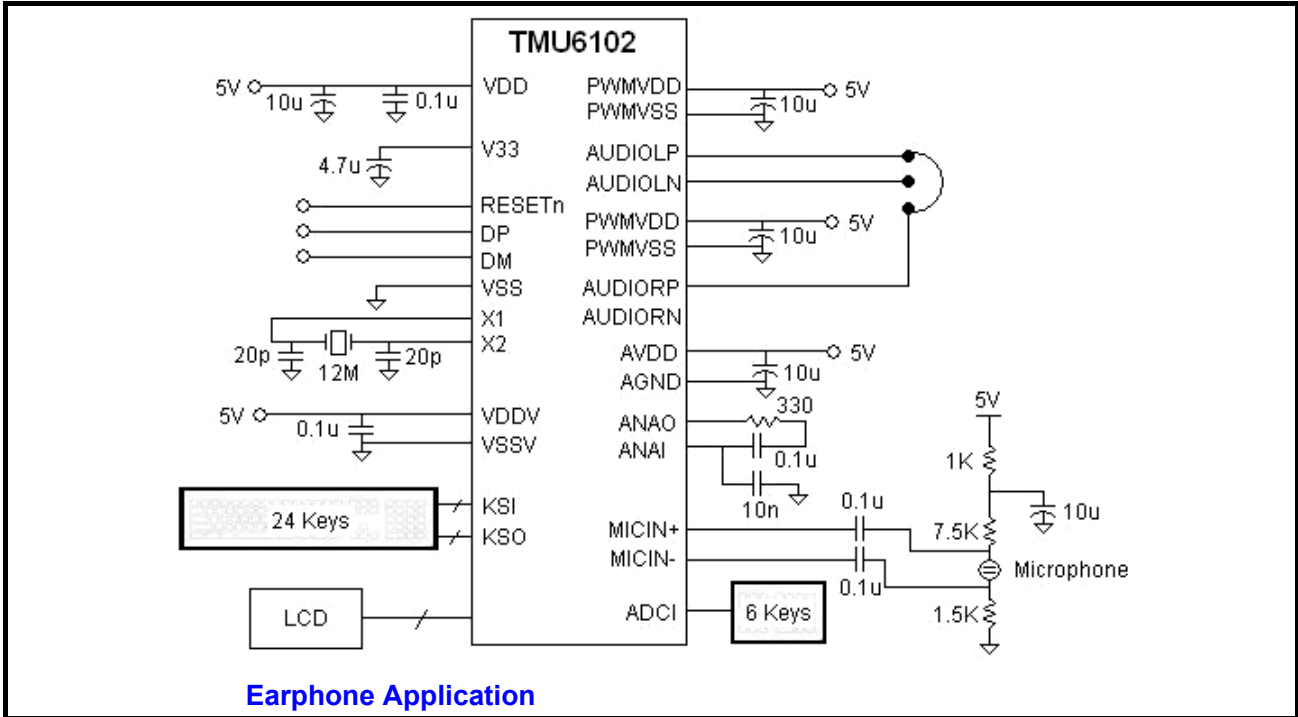 TMU6102
5V
10u
0.1u
VDD
V33
4.7u
RESETn
DP
DM
VSS
X1
X2
20p
12M
20p
5V
0.1u
VDDV
VSSV
24 Keys
KSI
KSO
LCD
PWMVDD
PWMVSS
10u
5V
AUDIOLP
AUDIOLN
PWMVDD
PWMVSS
10u
5V
AUDIORP
AUDIORN
AVDD
AGND
10u
5V
ANAO
ANAI
330
0.1u
10n
MICIN+
MICIN-
0.1u
0.1u
5V
1K
10u
7.5K
Microphone
1.5K
ADCI
6 Keys
Earphone Application